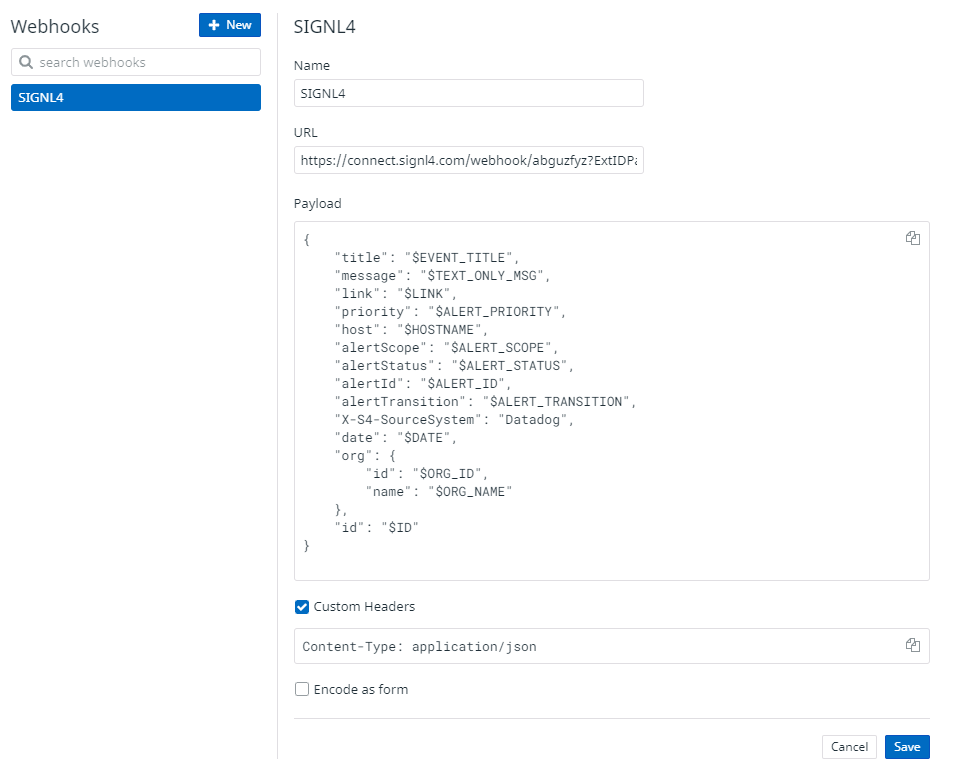 Webhooks
+ New
search webhooks
SIGNL4
SIGNL4
Name
SIGNL4
URL
https://connect.signl4.com/webhook/abguzfyz?ExtIDPa
Payload
{
    "title": "$EVENT_TITLE",
    "message": "$TEXT_ONLY_MSG",
    "link": "$LINK",
    "priority": "$ALERT_PRIORITY",
    "host": "$HOSTNAME",
    "alertScope": "$ALERT_SCOPE",
    "alertStatus": "$ALERT_STATUS",
    "alertId": "$ALERT_ID",
    "alertTransition": "$ALERT_TRANSITION",
    "X-S4-SourceSystem": "Datadog",
    "date": "$DATE",
    "org": {
        "id": "$ORG_ID",
        "name": "$ORG_NAME"
    },
    "id": "$ID"
}
Custom Headers
Content-Type: application/json
Encode as form
Cancel
Save